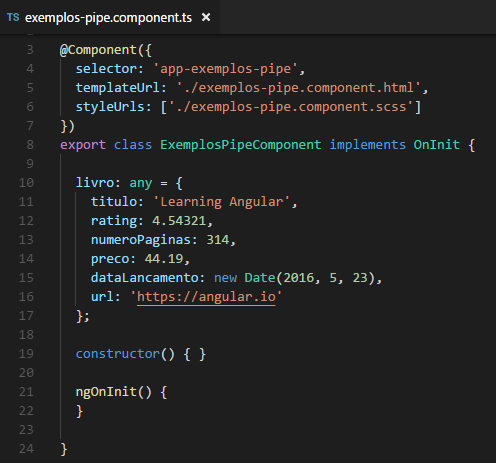 TS exemplos-pipe.component.ts ×
3 @Component({
4   selector: 'app-exemplos-pipe',
5   templateUrl: './exemplos-pipe.component.html',
6   styleUrls: ['./exemplos-pipe.component.scss']
7 })
8 export class ExemplosPipeComponent implements OnInit {
9
10   livro: any = {
11     titulo: 'Learning Angular',
12     rating: 4.54321,
13     numeroPaginas: 314,
14     preco: 44.19,
15     dataLancamento: new Date(2016, 5, 23),
16     url: 'https://angular.io'
17   };
18
19   constructor() { }
20
21   ngOnInit() {
22   }
23
24 }